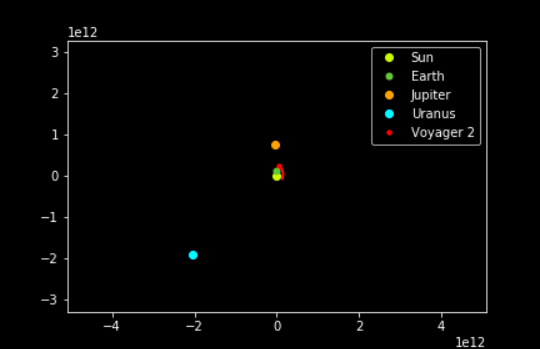 1e12
3
2
1
0
−1
−2
−3
Sun
Earth
Jupiter
Uranus
Voyager 2
−4 −2 0 2 4
1e12